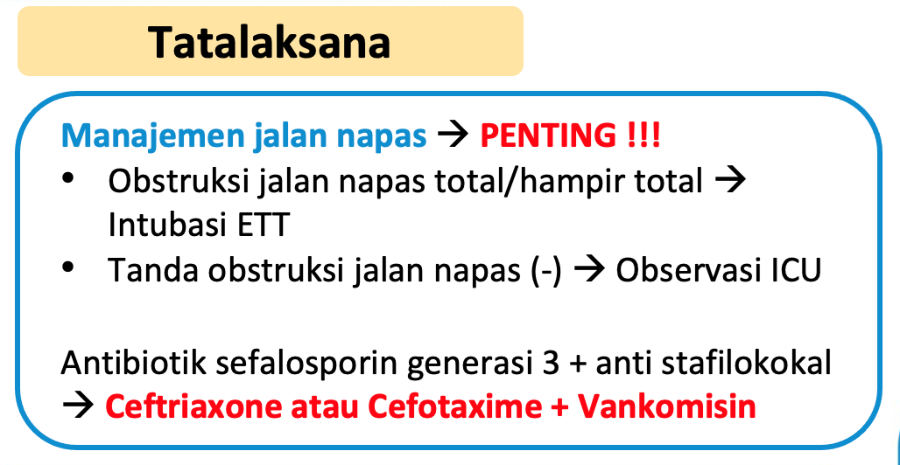 Tatalaksana
Manajemen jalan napas → PENTING !!!
• Obstruksi jalan napas total/hampir total →
Intubasi ETT
• Tanda obstruksi jalan napas (-) → Observasi ICU
Antibiotik sefalosporin generasi 3 + anti stafilokokal
→ Ceftriaxone atau Cefotaxime + Vankomisin